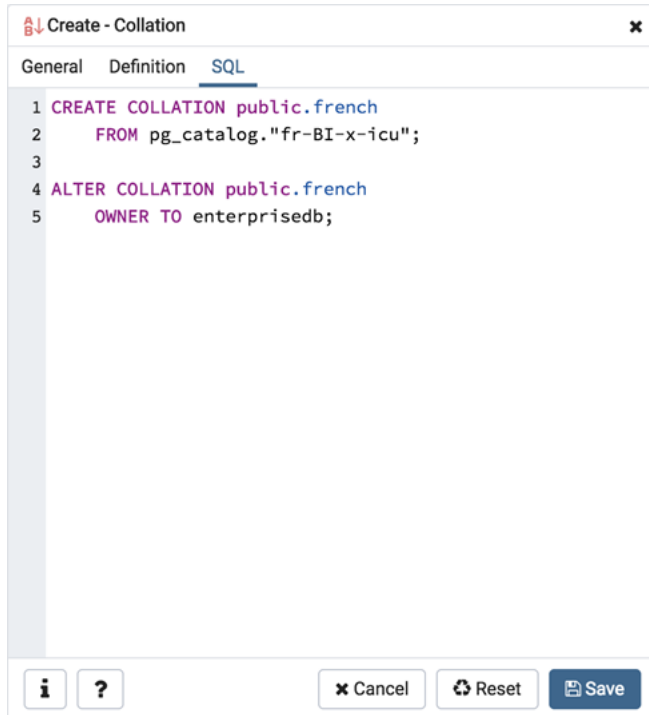 Create - Collation
General Definition SQL
1 CREATE COLLATION public.french
2 FROM pg_catalog."fr-BI-x-icu";
3
4 ALTER COLLATION public.french
5 OWNER TO enterprisedb;
i ? Cancel Reset Save